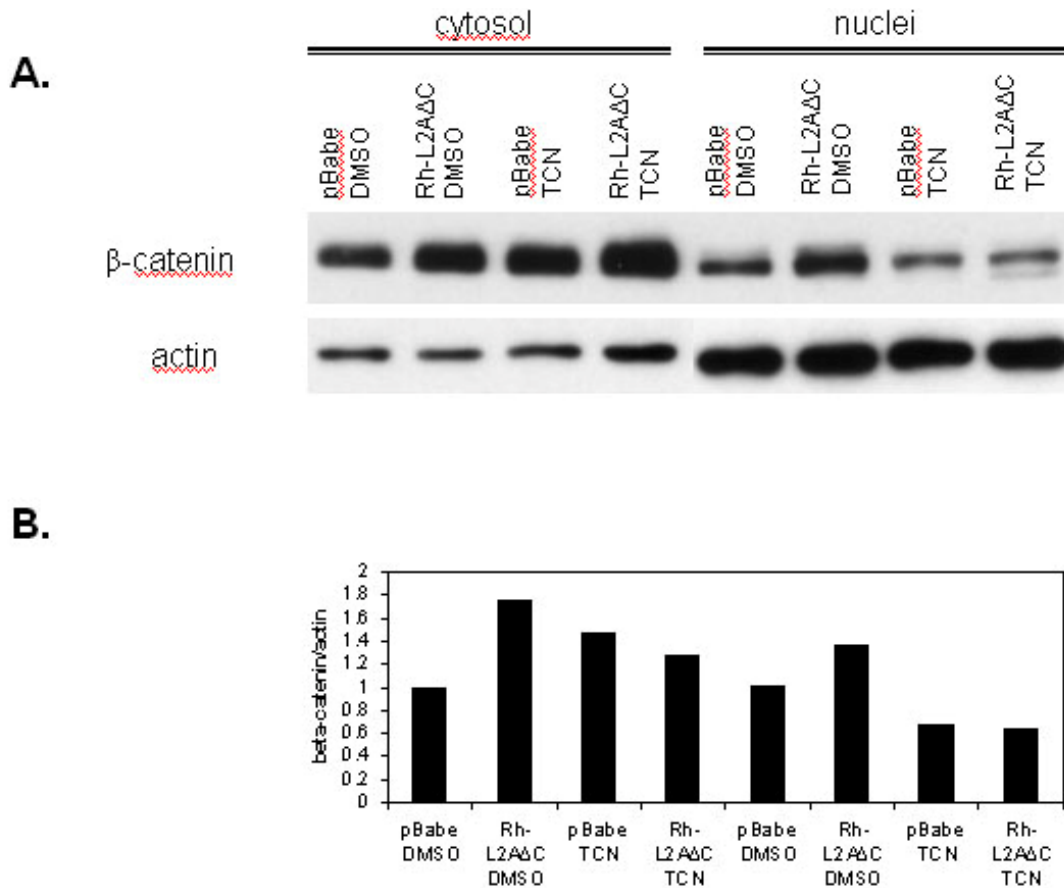 cytosol nuclei
A.
pBabe
DMSO
Rh-L2AΔC
DMSO
pBabe
TCN
Rh-L2AΔC
TCN
pBabe
DMSO
Rh-L2AΔC
DMSO
pBabe
TCN
Rh-L2AΔC
TCN
β-catenin
actin
B.
beta-catenin/actin
2
1.8
1.6
1.4
1.2
1
0.8
0.6
0.4
0.2
0
pBabe
DMSO
Rh-
L2AΔC
DMSO
pBabe
TCN
Rh-
L2AΔC
TCN
pBabe
DMSO
Rh-
L2AΔC
DMSO
pBabe
TCN
Rh-
L2AΔC
TCN